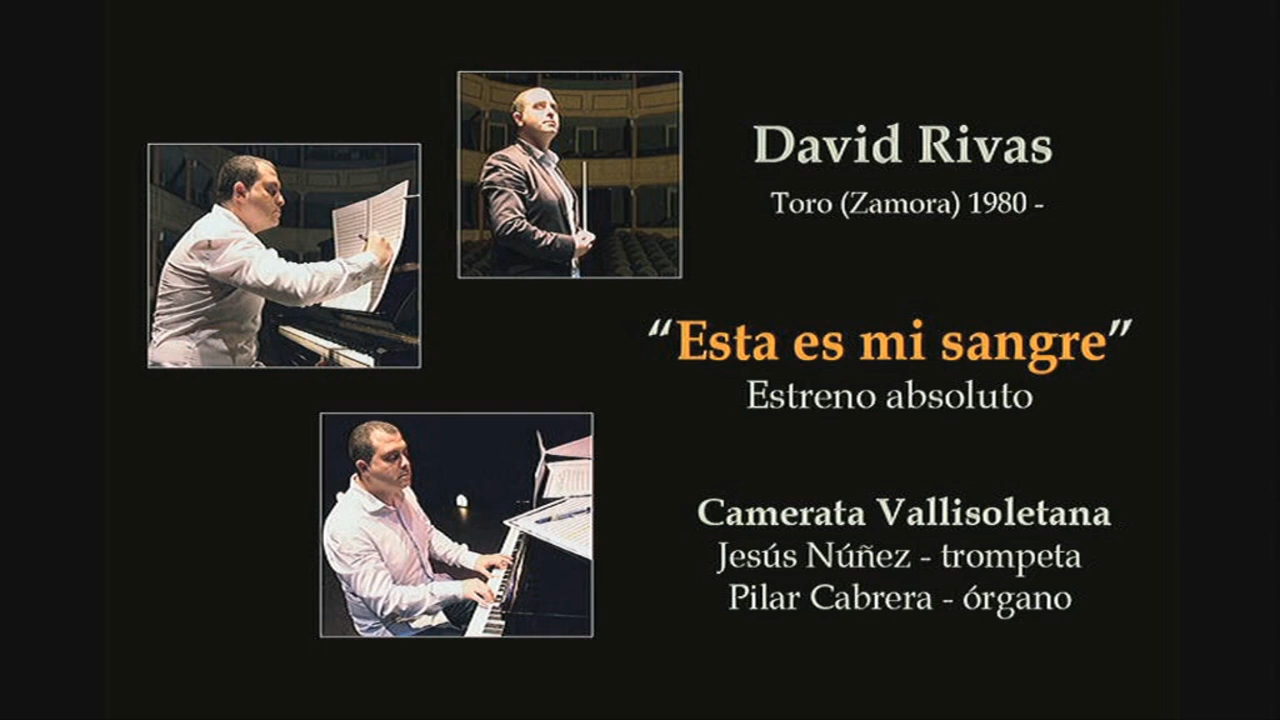 David Rivas
Toro (Zamora) 1980 -
“Esta es mi sangre”
Estreno absoluto
Camerata Vallisoletana
Jesús Núñez - trompeta
Pilar Cabrera - órgano